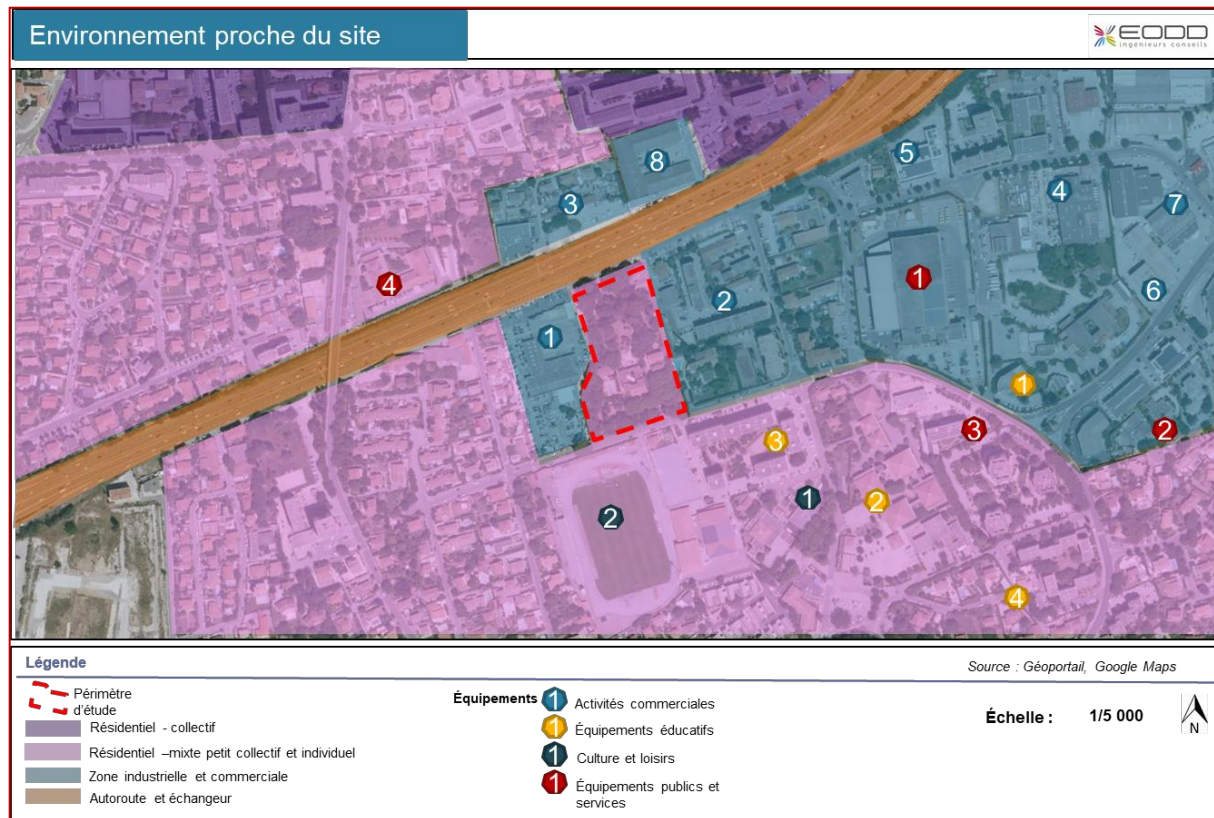 Environnement proche du site
EODD
ingénieurs conseils
8
5
3
4
7
4
1
2
6
1
1
3
3
2
2
1
2
4
Légende
Source : Géoportail, Google Maps
Périmètre
d'étude
Résidentiel - collectif
Résidentiel –mixte petit collectif et individuel
Zone industrielle et commerciale
Autoroute et échangeur
Équipements
1 Activités commerciales
1 Équipements éducatifs
1 Culture et loisirs
1 Équipements publics et
services
Échelle : 1/5 000
N